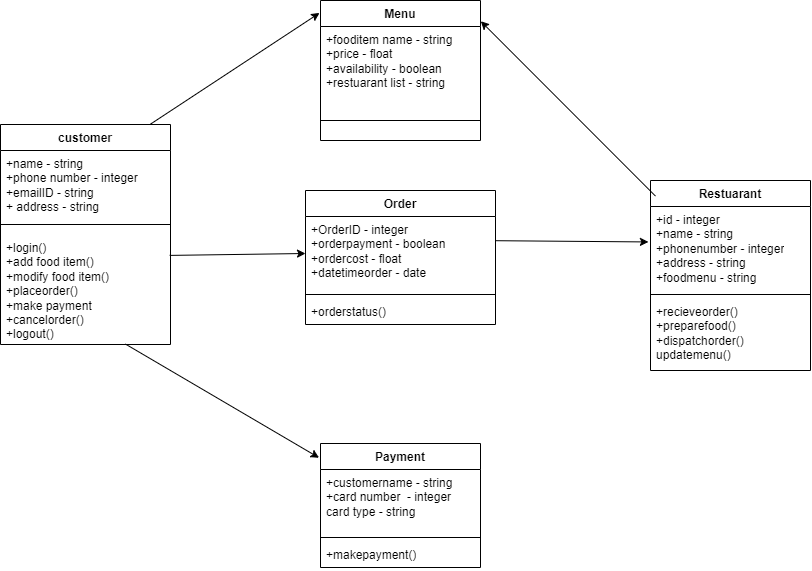 Menu
+fooditem name - string
+price - float
+availability - boolean
+restuarant list - string
customer
+name - string
+phone number - integer
+emailID - string
+ address - string
+login()
+add food item()
+modify food item()
+placeorder()
+make payment
+cancelorder()
+logout()
Order
+OrderID - integer
+orderpayment - boolean
+ordercost - float
+datetimeorder - date
+orderstatus()
Restuarant
+id - integer
+name - string
+phonenumber - integer
+address - string
+foodmenu - string
+recieveorder()
+preparefood()
+dispatchorder()
updatemenu()
Payment
+customername - string
+card number  - integer
card type - string
+makepayment()